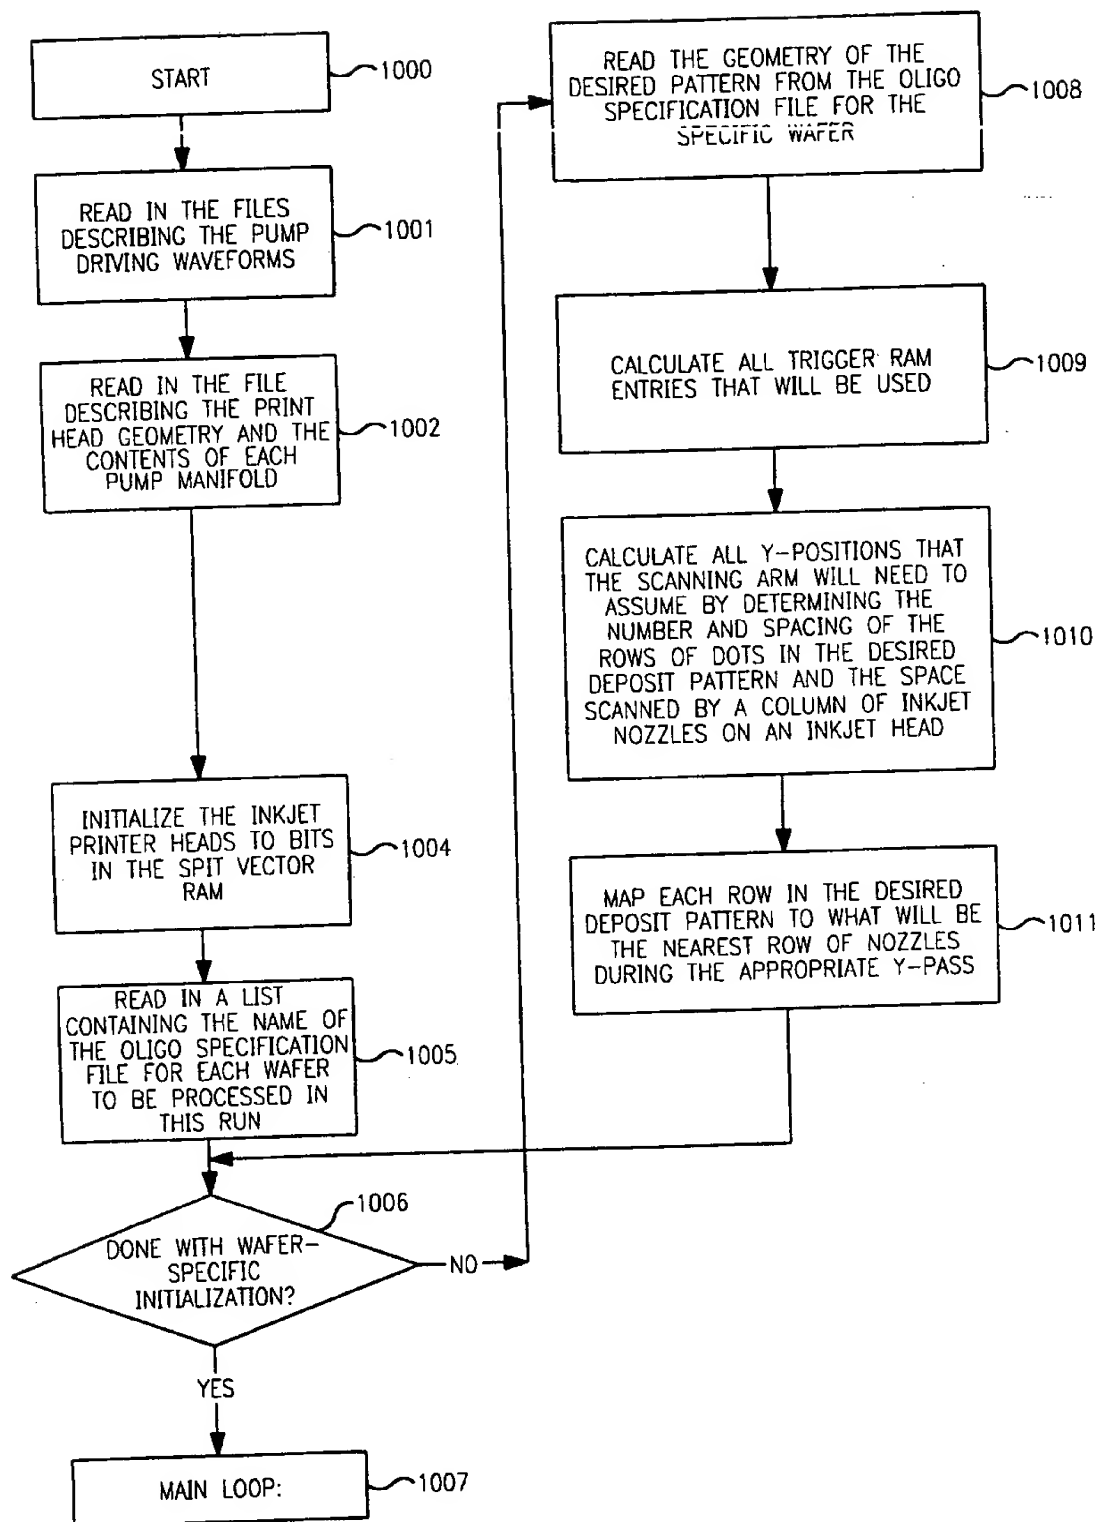 START
1000
READ IN THE FILES
DESCRIBING THE PUMP
DRIVING WAVEFORMS
1001
READ IN THE FILE
DESCRIBING THE PRINT
HEAD GEOMETRY AND THE
CONTENTS OF EACH
PUMP MANIFOLD
1002
INITIALIZE THE INKJET
PRINTER HEADS TO BITS
IN THE SPIT VECTOR
RAM
1004
READ IN A LIST
CONTAINING THE NAME OF
THE OLIGO SPECIFICATION
FILE FOR EACH WAFER
TO BE PROCESSED IN
THIS RUN
1005
DONE WITH WAFER-
SPECIFIC
INITIALIZATION?
1006
NO
YES
MAIN LOOP:
1007
READ THE GEOMETRY OF THE
DESIRED PATTERN FROM THE OLIGO
SPECIFICATION FILE FOR THE
SPECIFIC WAFER
1008
CALCULATE ALL TRIGGER RAM
ENTRIES THAT WILL BE USED
1009
CALCULATE ALL Y-POSITIONS THAT
THE SCANNING ARM WILL NEED TO
ASSUME BY DETERMINING THE
NUMBER AND SPACING OF THE
ROWS OF DOTS IN THE DESIRED
DEPOSIT PATTERN AND THE SPACE
SCANNED BY A COLUMN OF INKJET
NOZZLES ON AN INKJET HEAD
1010
MAP EACH ROW IN THE DESIRED
DEPOSIT PATTERN TO WHAT WILL BE
THE NEAREST ROW OF NOZZLES
DURING THE APPROPRIATE Y-PASS
1011